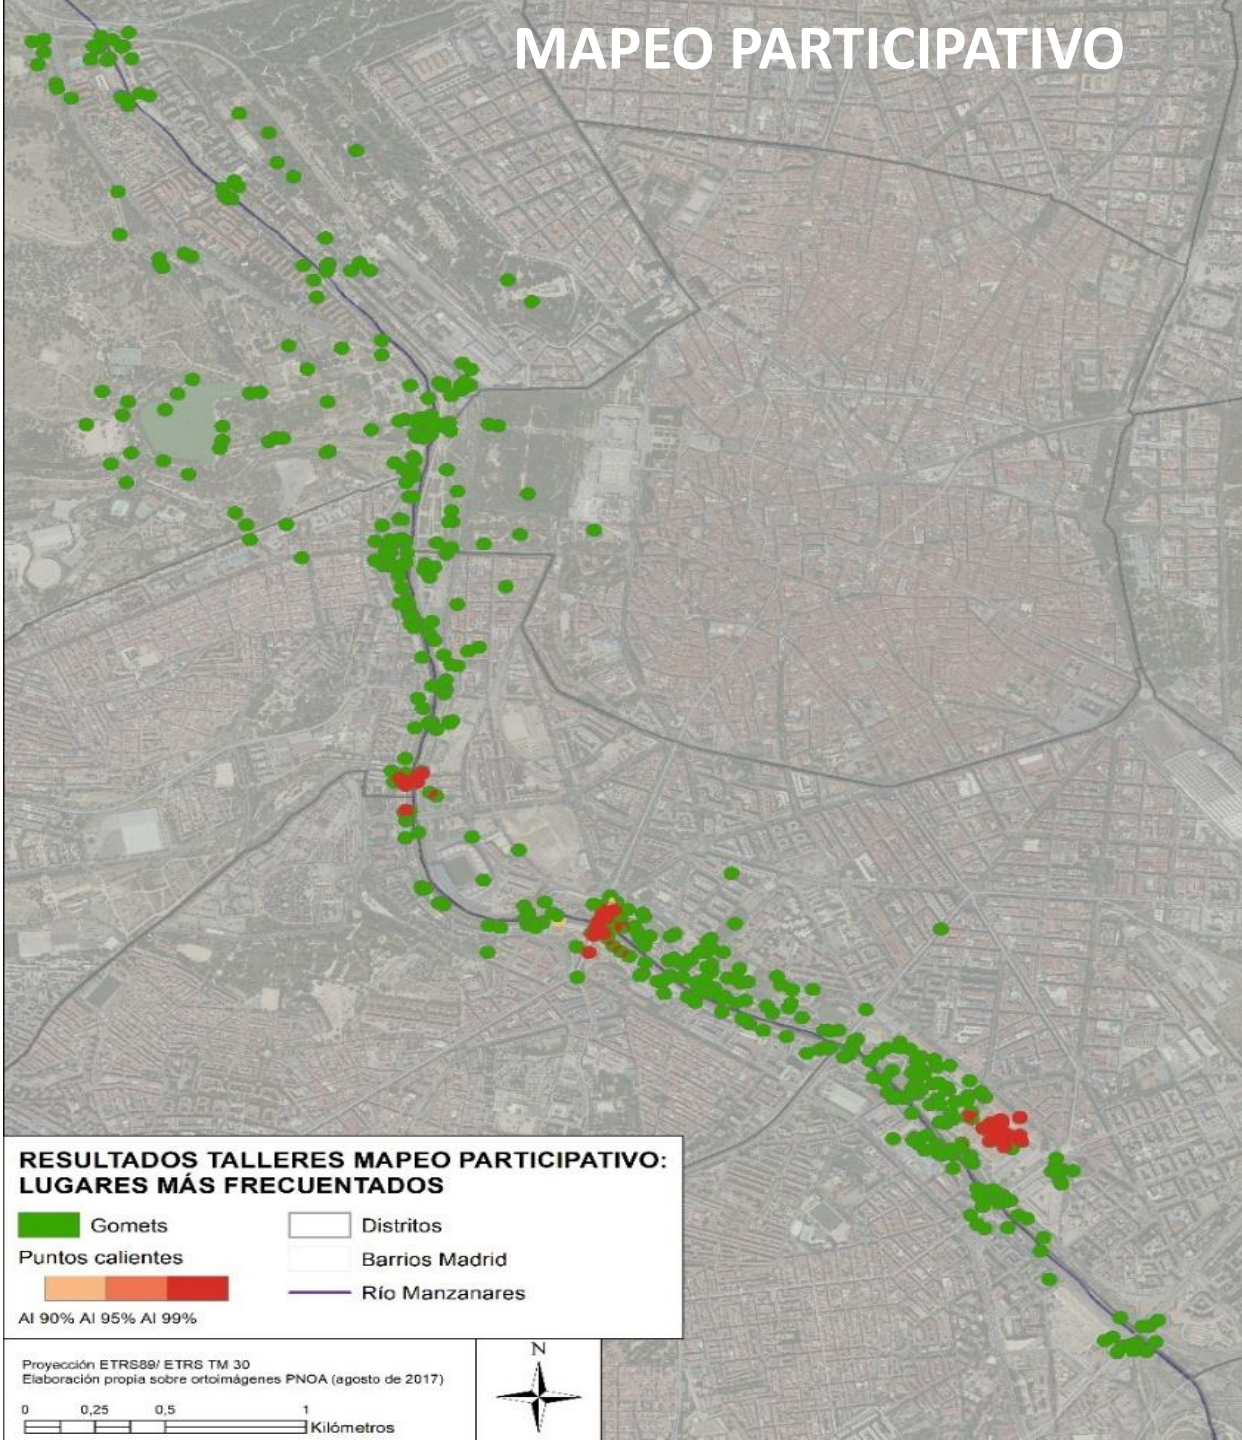 MAPEO PARTICIPATIVO
RESULTADOS TALLERES MAPEO PARTICIPATIVO:
LUGARES MÁS FRECUENTADOS
Gomets
Distritos
Puntos calientes
Barrios Madrid
Río Manzanares
Al 90% Al 95% Al 99%
Proyección ETRS89/ ETRS TM 30
Elaboración propia sobre ortoimágenes PNOA (agosto de 2017)
0 0,25 0,5 1
Kilómetros
N